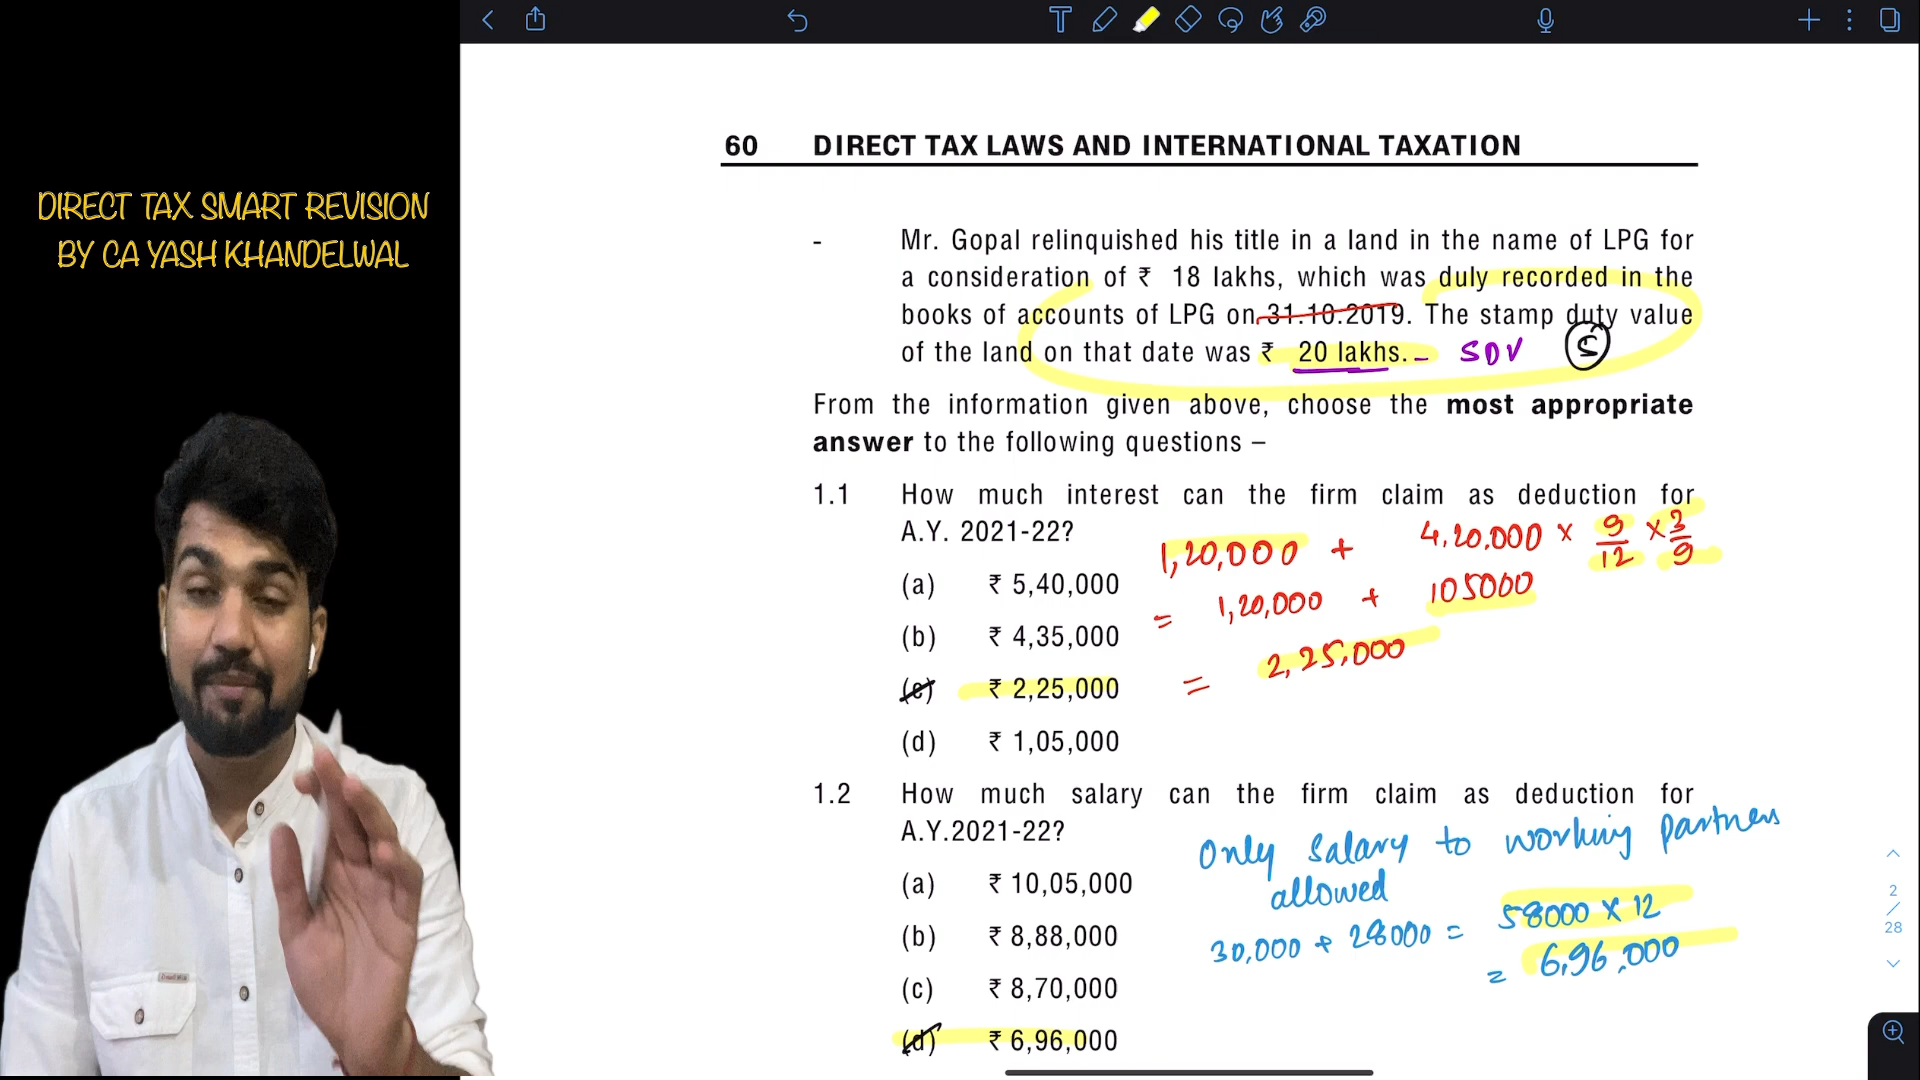 DIRECT TAX SMART REVISION
BY CA YASH KHANDELWAL
60 DIRECT TAX LAWS AND INTERNATIONAL TAXATION
- Mr. Gopal relinquished his title in a land in the name of LPG for
a consideration of ₹ 18 lakhs, which was duly recorded in the
books of accounts of LPG on 31.10.2019. The stamp duty value
of the land on that date was ₹ 20 lakhs. - SDV S
From the information given above, choose the most appropriate
answer to the following questions –
1.1 How much interest can the firm claim as deduction for
A.Y. 2021-22?
1,20,000 + 4,20,000 × 9/12 × 3/9
(a) ₹ 5,40,000
= 1,20,000 + 105000
(b) ₹ 4,35,000
= 2,25,000
(c) ₹ 2,25,000
(d) ₹ 1,05,000
1.2 How much salary can the firm claim as deduction for
A.Y.2021-22?
Only Salary to working partners
allowed
(a) ₹ 10,05,000
30,000 + 28000 = 58000 × 12
(b) ₹ 8,88,000
= 6,96,000
(c) ₹ 8,70,000
(d) ₹ 6,96,000
2
/
28